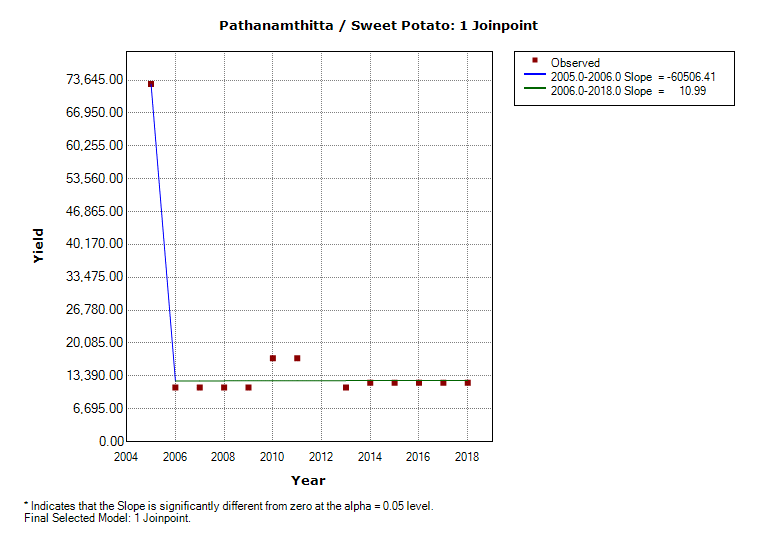 Pathanamthitta / Sweet Potato: 1 Joinpoint
Observed
2005.0-2006.0 Slope = -60506.41
2006.0-2018.0 Slope = 10.99
73,645.00
66,950.00
60,255.00
53,560.00
46,865.00
40,170.00
33,475.00
26,780.00
20,085.00
13,390.00
6,695.00
0.00
Yield
2004 2006 2008 2010 2012 2014 2016 2018
Year
* Indicates that the Slope is significantly different from zero at the alpha = 0.05 level.
Final Selected Model: 1 Joinpoint.